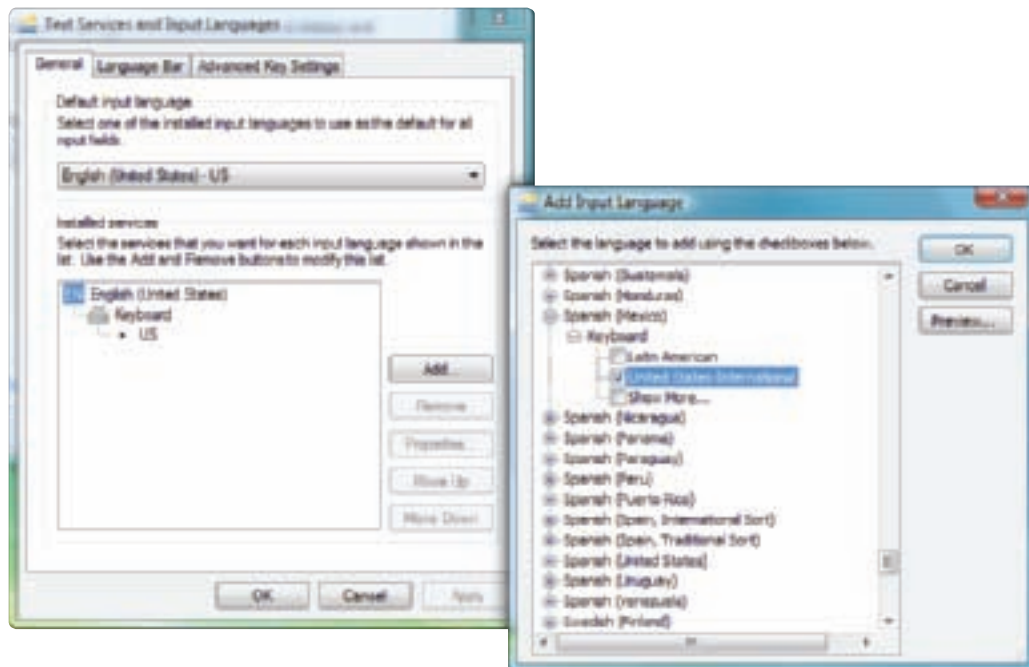 Text Services and Input Languages
General
Language Bar
Advanced Key Settings
Default input language
Select one of the installed input languages to use as the default for all
input fields.
English (United States) - US
Installed services
Select the services that you want for each input language shown in the
list. Use the Add and Remove buttons to modify this list.
EN English (United States)
Keyboard
US
Add...
Remove
Properties...
Move Up
Move Down
OK
Cancel
Apply
Add Input Language
Select the language to add using the checkboxes below.
Spanish (Guatemala)
Spanish (Honduras)
Spanish (Mexico)
Keyboard
Latin American
United States-International
Show More...
Spanish (Nicaragua)
Spanish (Panama)
Spanish (Paraguay)
Spanish (Peru)
Spanish (Puerto Rico)
Spanish (Spain, International Sort)
Spanish (Spain, Traditional Sort)
Spanish (United States)
Spanish (Uruguay)
Spanish (Venezuela)
Swedish (Finland)
OK
Cancel
Preview...